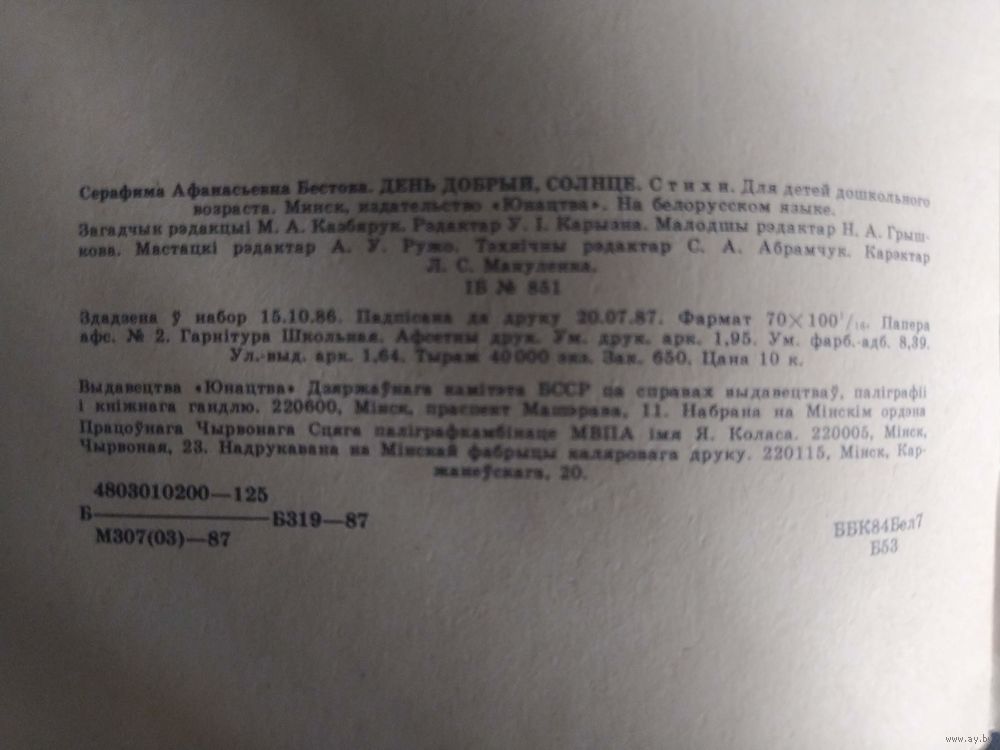 Серафима Афанасьевна Бестова. ДЕНЬ ДОБРЫЙ, СОЛНЦЕ. Стихи. Для детей дошкольного
возраста. Минск, издательство «Юнацтва». На белорусском языке.
Загадчык рэдакцыі М. А. Казбярук. Рэдактар У. І. Карызна. Малодшы рэдактар Н. А. Грыш-
кова. Мастацкі рэдактар А. У. Ружо. Тэхнічны рэдактар С. А. Абрамчук. Карэктар
Л. С. Мануленка.
ІБ № 851
Здадзена ў набор 15.10.86. Падпісана да друку 20.07.87. Фармат 70×100¹/₁₆. Папера
афс. № 2. Гарнітура Школьная. Афсетны друк. Ум. друк. арк. 1,95. Ум. фарб.-адб. 8,39.
Ул.-выд. арк. 1,64. Тыраж 40 000 экз. Зак. 650. Цана 10 к.
Выдавецтва «Юнацтва» Дзяржаўнага камітэта БССР па справах выдавецтваў, паліграфіі
і кніжнага гандлю. 220600, Мінск, праспект Машэрава, 11. Набрана на Мінскім ордэна
Працоўнага Чырвонага Сцяга паліграфкамбінаце МВПА імя Я. Коласа. 220005, Мінск,
Чырвоная, 23. Надрукавана на Мінскай фабрыцы каляровага друку. 220115, Мінск, Кар-
жанеўскага, 20.
4803010200—125
Б——————Б319—87
М307(03)—87
ББК84Бел7
Б53
www.ay.by